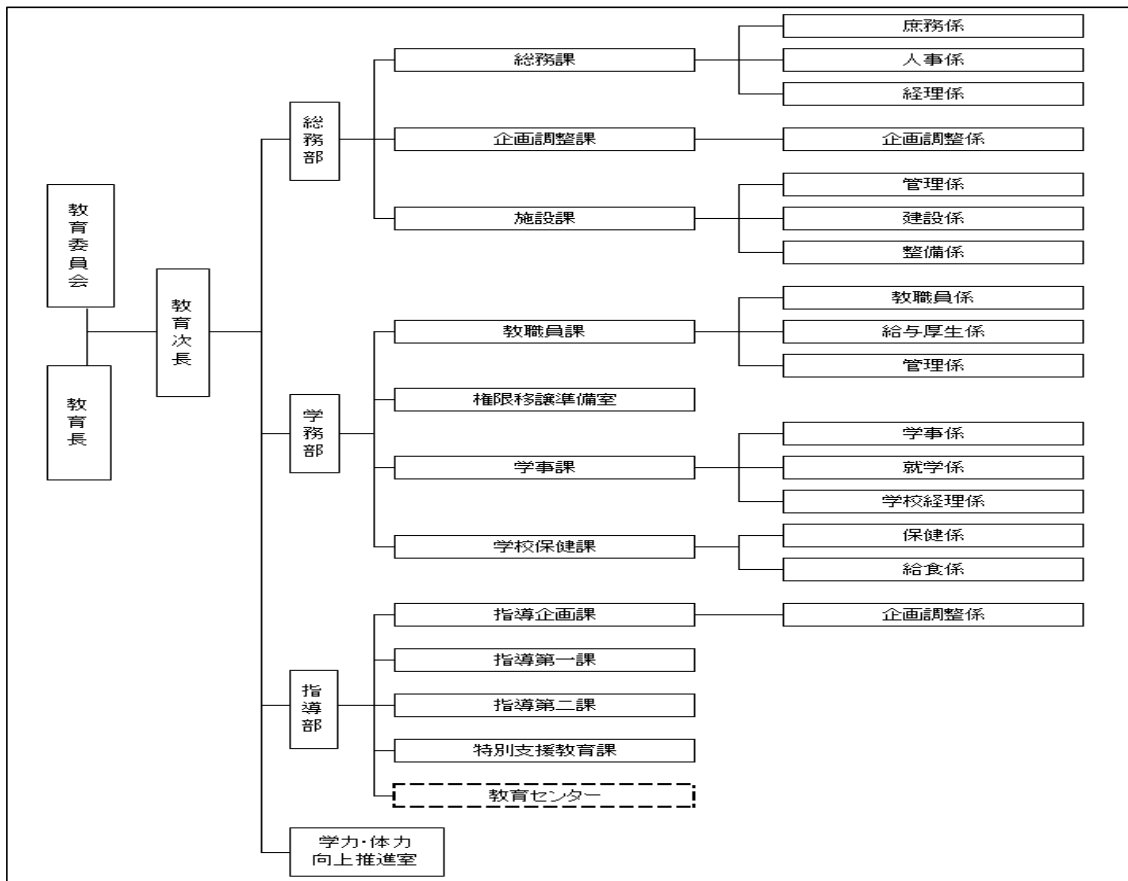 教育委員会
教育長
教育次長
総務部
総務課
庶務係
人事係
経理係
企画調整課
企画調整係
施設課
管理係
建設係
整備係
学務部
教職員課
教職員係
給与厚生係
管理係
権限移譲準備室
学事課
学事係
就学係
学校経理係
学校保健課
保健係
給食係
指導部
指導企画課
企画調整係
指導第一課
指導第二課
特別支援教育課
教育センター
学力・体力
向上推進室